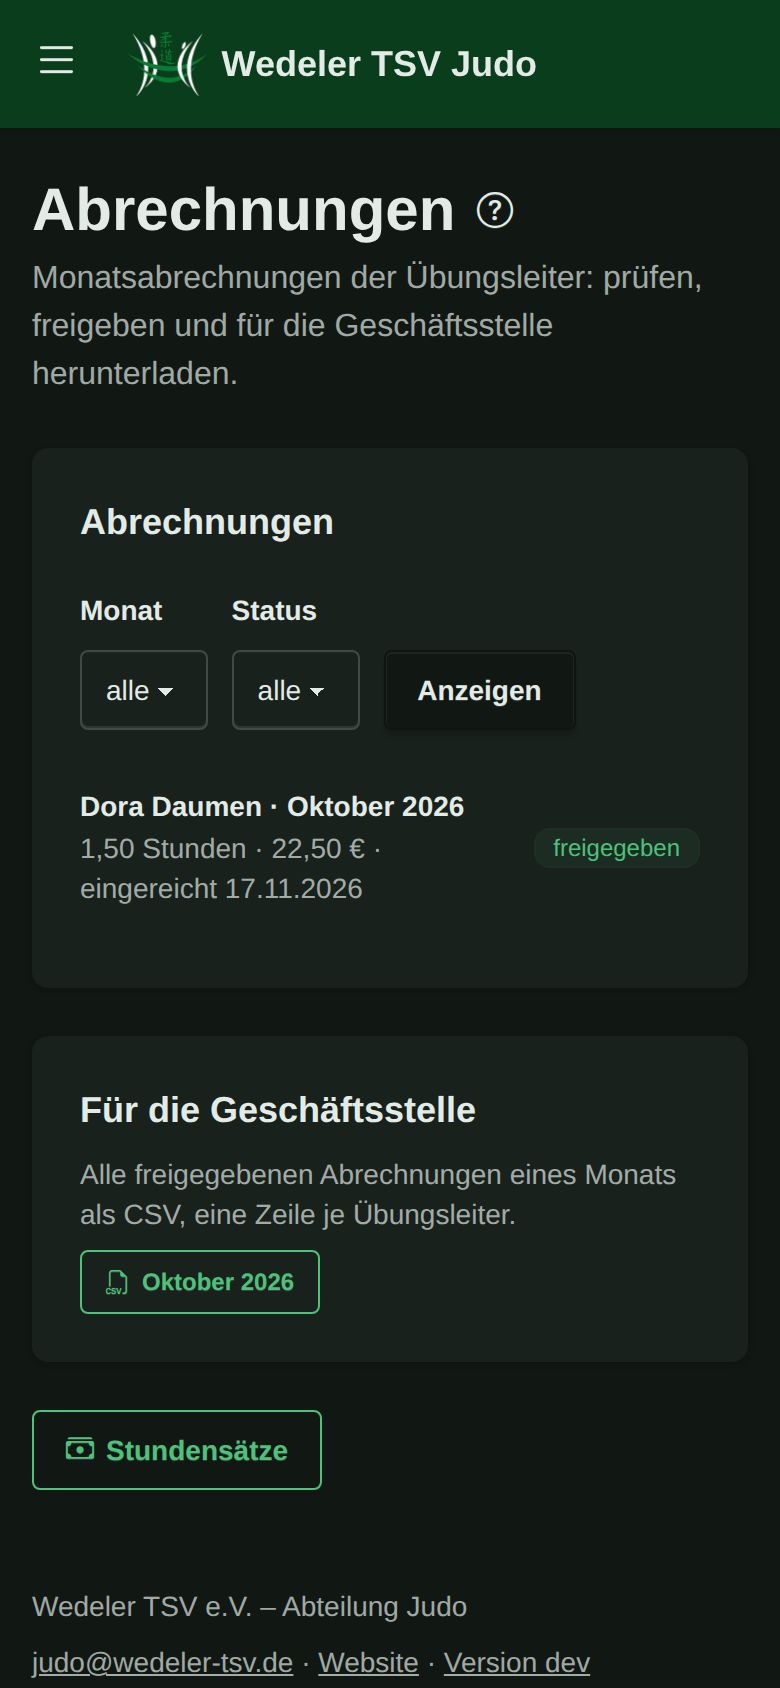 柔道
Wedeler TSV Judo
Abrechnungen ?
Monatsabrechnungen der Übungsleiter: prüfen,
freigeben und für die Geschäftsstelle
herunterladen.
Abrechnungen
Monat Status
alle alle Anzeigen
Dora Daumen · Oktober 2026
1,50 Stunden · 22,50 € ·
eingereicht 17.11.2026
freigegeben
Für die Geschäftsstelle
Alle freigegebenen Abrechnungen eines Monats
als CSV, eine Zeile je Übungsleiter.
CSV Oktober 2026
Stundensätze
Wedeler TSV e.V. – Abteilung Judo
judo@wedeler-tsv.de · Website · Version dev